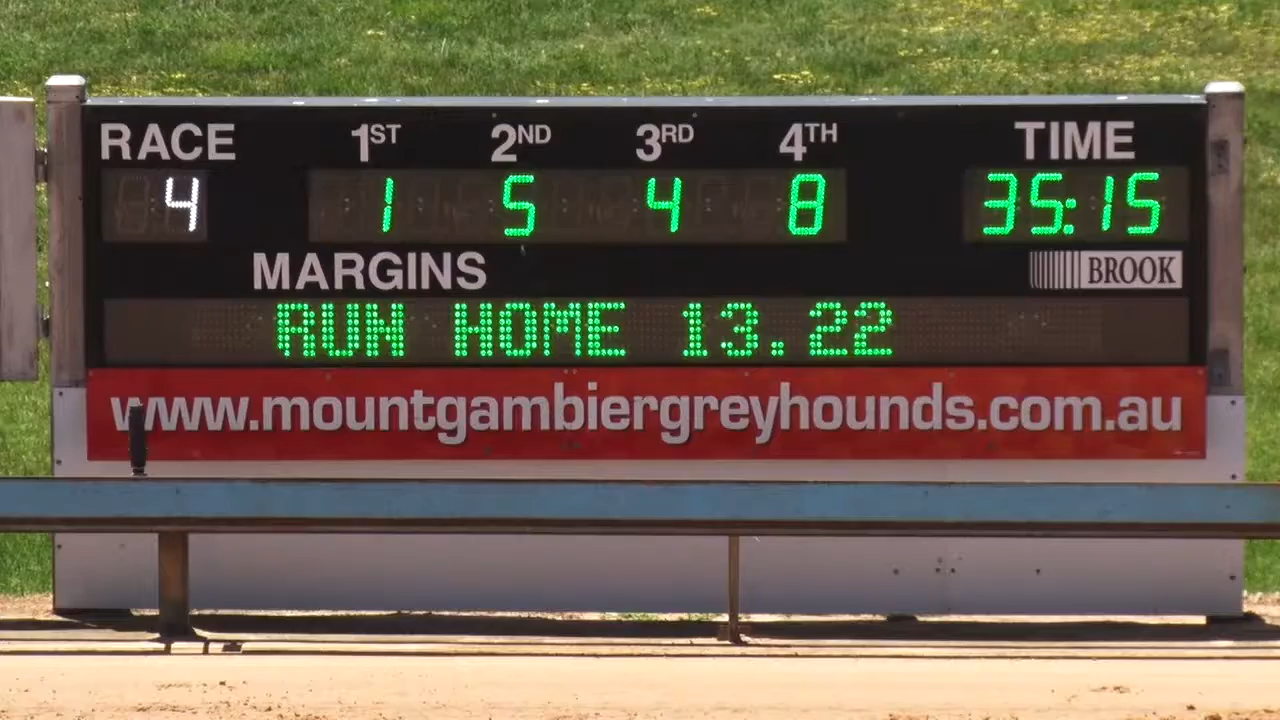 RACE 1ST 2ND 3RD 4TH TIME
4 1 5 4 8 35:15
MARGINS BROOK
RUN HOME 13.22
www.mountgambiergreyhounds.com.au